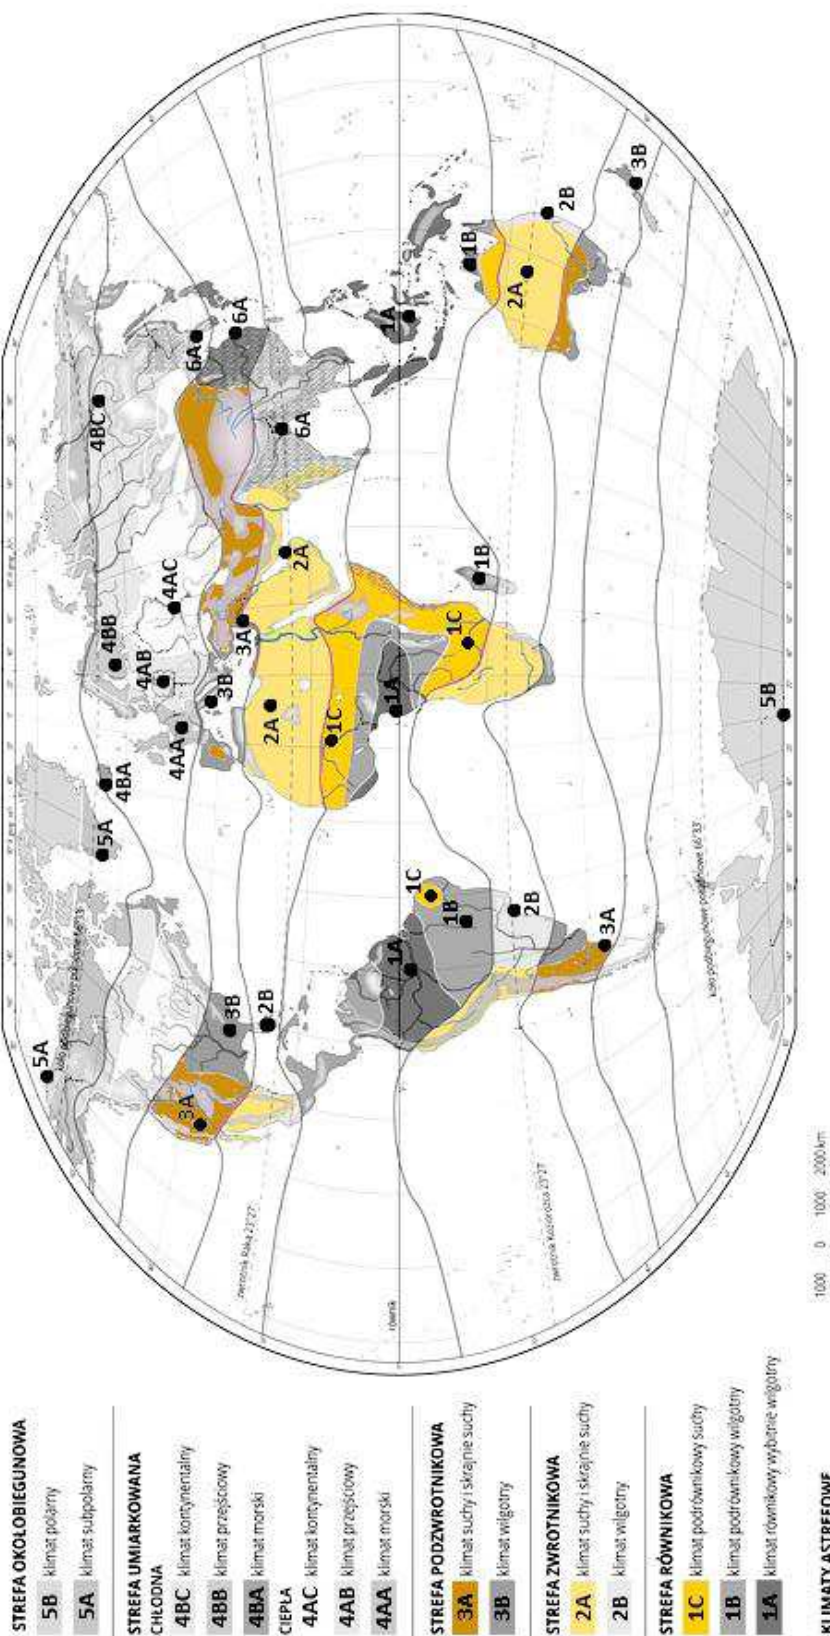 STREFA OKOŁOBIEGUNOWA
5B klimat polarny
5A klimat subpolarny
STREFA UMIARKOWANA
CHŁODNA
4BC klimat kontynentalny
4BB klimat przejściowy
4BA klimat morski
CIEPŁA
4AC klimat kontynentalny
4AB klimat przejściowy
4AA klimat morski
STREFA PODZWROTNIKOWA
3A klimat suchy i skrajnie suchy
3B klimat wilgotny
STREFA ZWROTNIKOWA
2A klimat suchy i skrajnie suchy
2B klimat wilgotny
STREFA RÓWNIKOWA
1C klimat podrównikowy suchy
1B klimat podrównikowy wilgotny
1A klimat równikowy wybitnie wilgotny
KLIMATY ASTREFOWE
5A
5A
4BA
4BB
4BC
4AA
4AB
4AC
3A
3B
3B
3A
6A
6A
6A
2B
2A
2A
1C
1A
1A
1A
1C
1B
1C
1B
1B
2B
2A
2B
3A
3B
5B
koło podbiegunowe północne 66°33'
zwrotnik Raka 23°27'
równik
zwrotnik Koziorożca 23°27'
koło podbiegunowe południowe 66°33'
1000 0 1000 2000 km